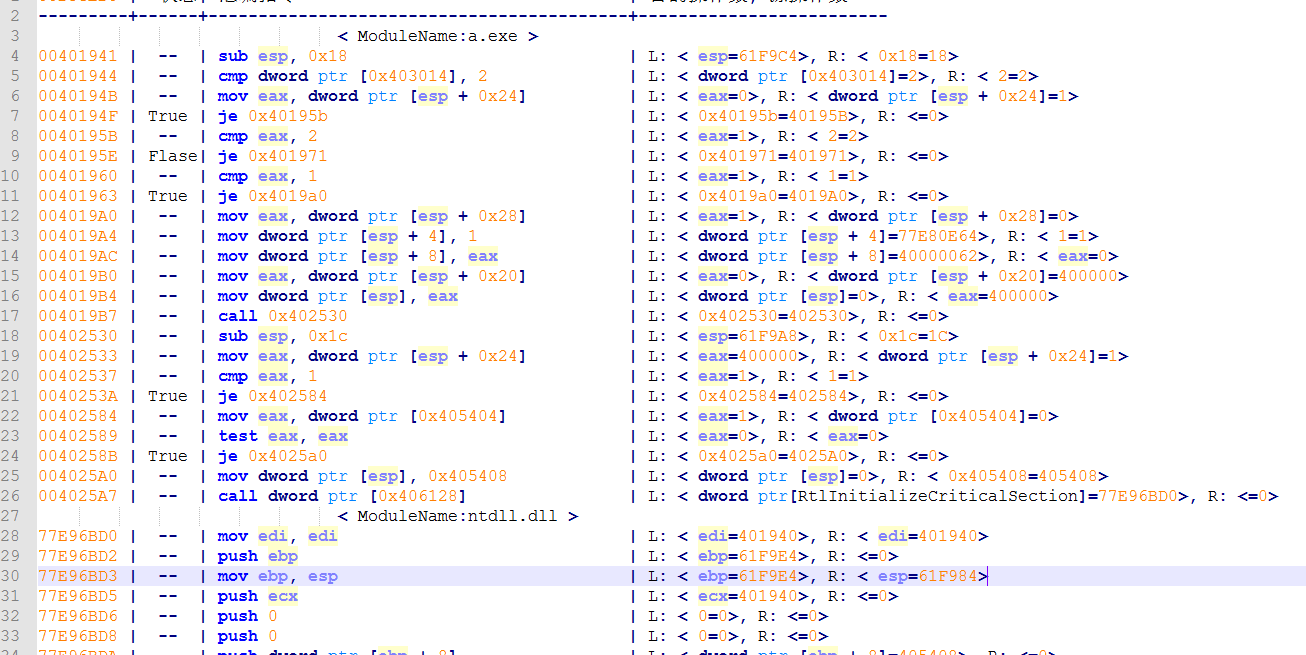 2 ---------+------+-------------------------------------------+-------------------------
3 < ModuleName:a.exe >
4 00401941 | -- | sub esp, 0x18 | L: < esp=61F9C4>, R: < 0x18=18>
5 00401944 | -- | cmp dword ptr [0x403014], 2 | L: < dword ptr [0x403014]=2>, R: < 2=2>
6 0040194B | -- | mov eax, dword ptr [esp + 0x24] | L: < eax=0>, R: < dword ptr [esp + 0x24]=1>
7 0040194F | True | je 0x40195b | L: < 0x40195b=40195B>, R: <=0>
8 0040195B | -- | cmp eax, 2 | L: < eax=1>, R: < 2=2>
9 0040195E | Flase| je 0x401971 | L: < 0x401971=401971>, R: <=0>
10 00401960 | -- | cmp eax, 1 | L: < eax=1>, R: < 1=1>
11 00401963 | True | je 0x4019a0 | L: < 0x4019a0=4019A0>, R: <=0>
12 004019A0 | -- | mov eax, dword ptr [esp + 0x28] | L: < eax=1>, R: < dword ptr [esp + 0x28]=0>
13 004019A4 | -- | mov dword ptr [esp + 4], 1 | L: < dword ptr [esp + 4]=77E80E64>, R: < 1=1>
14 004019AC | -- | mov dword ptr [esp + 8], eax | L: < dword ptr [esp + 8]=40000062>, R: < eax=0>
15 004019B0 | -- | mov eax, dword ptr [esp + 0x20] | L: < eax=0>, R: < dword ptr [esp + 0x20]=400000>
16 004019B4 | -- | mov dword ptr [esp], eax | L: < dword ptr [esp]=0>, R: < eax=400000>
17 004019B7 | -- | call 0x402530 | L: < 0x402530=402530>, R: <=0>
18 00402530 | -- | sub esp, 0x1c | L: < esp=61F9A8>, R: < 0x1c=1C>
19 00402533 | -- | mov eax, dword ptr [esp + 0x24] | L: < eax=400000>, R: < dword ptr [esp + 0x24]=1>
20 00402537 | -- | cmp eax, 1 | L: < eax=1>, R: < 1=1>
21 0040253A | True | je 0x402584 | L: < 0x402584=402584>, R: <=0>
22 00402584 | -- | mov eax, dword ptr [0x405404] | L: < eax=1>, R: < dword ptr [0x405404]=0>
23 00402589 | -- | test eax, eax | L: < eax=0>, R: < eax=0>
24 0040258B | True | je 0x4025a0 | L: < 0x4025a0=4025A0>, R: <=0>
25 004025A0 | -- | mov dword ptr [esp], 0x405408 | L: < dword ptr [esp]=0>, R: < 0x405408=405408>
26 004025A7 | -- | call dword ptr [0x406128] | L: < dword ptr[RtlInitializeCriticalSection]=77E96BD0>, R: <=0>
27 < ModuleName:ntdll.dll >
28 77E96BD0 | -- | mov edi, edi | L: < edi=401940>, R: < edi=401940>
29 77E96BD2 | -- | push ebp | L: < ebp=61F9E4>, R: <=0>
30 77E96BD3 | -- | mov ebp, esp | L: < ebp=61F9E4>, R: < esp=61F984>
31 77E96BD5 | -- | push ecx | L: < ecx=401940>, R: <=0>
32 77E96BD6 | -- | push 0 | L: < 0=0>, R: <=0>
33 77E96BD8 | -- | push 0 | L: < 0=0>, R: <=0>
34 77E96BDA | -- | push dword ptr [ebp + 8] | L: < dword ptr [ebp + 8]=405408>, R: <=0>